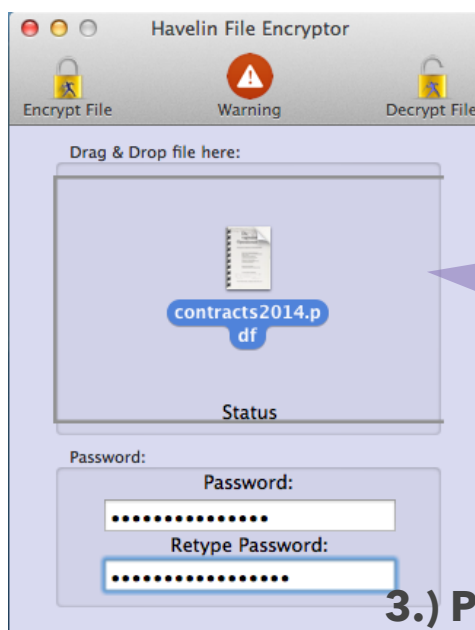 Havelin File Encryptor
Encrypt File Warning Decrypt File
Drag & Drop file here:
contracts2014.p
df
Status
Password:
Password:
•••••••••••••••
Retype Password:
•••••••••••••••••
3.) P